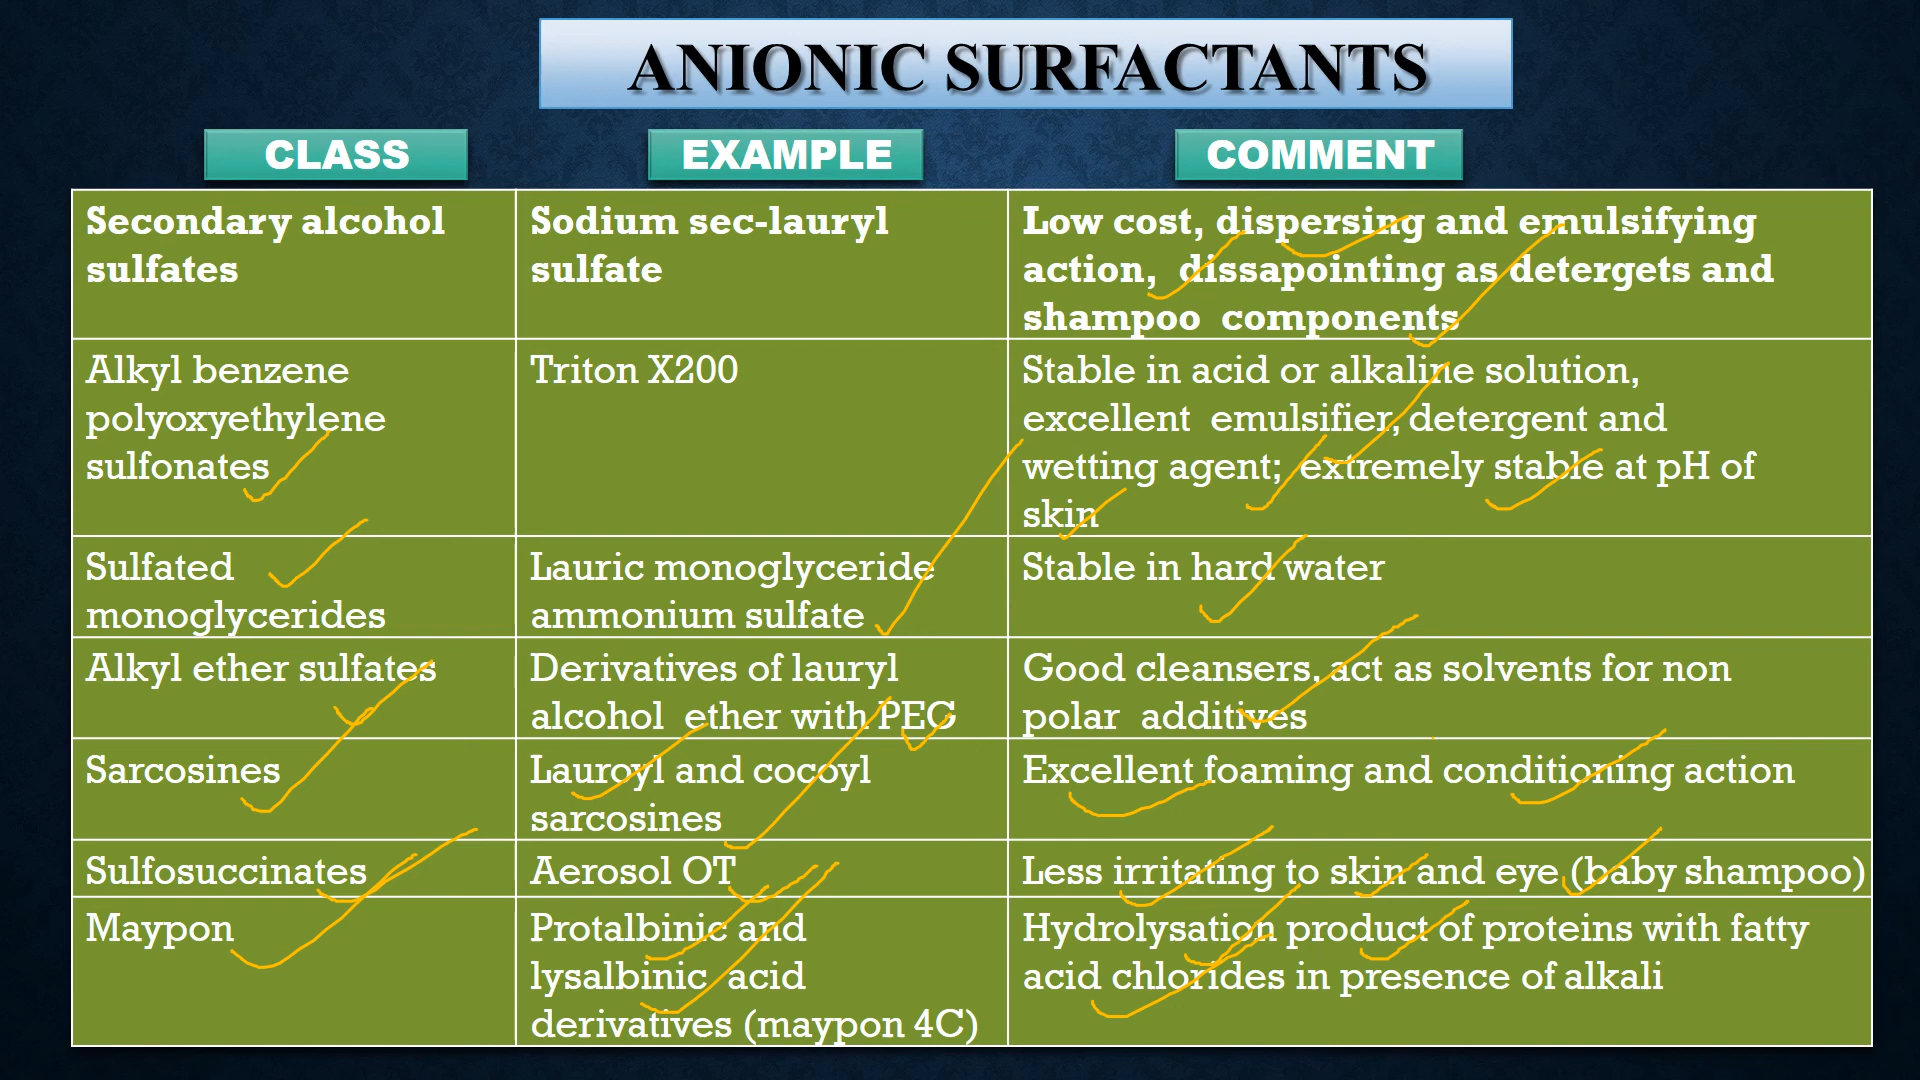 ANIONIC SURFACTANTS
CLASS
EXAMPLE
COMMENT
Secondary alcohol
sulfates
Sodium sec-lauryl
sulfate
Low cost, dispersing and emulsifying
action, dissapointing as detergets and
shampoo components
Alkyl benzene
polyoxyethylene
sulfonates
Triton X200
Stable in acid or alkaline solution,
excellent emulsifier, detergent and
wetting agent; extremely stable at pH of
skin
Sulfated
monoglycerides
Lauric monoglyceride
ammonium sulfate
Stable in hard water
Alkyl ether sulfates
Derivatives of lauryl
alcohol ether with PEG
Good cleansers, act as solvents for non
polar additives
Sarcosines
Lauroyl and cocoyl
sarcosines
Excellent foaming and conditioning action
Sulfosuccinates
Aerosol OT
Less irritating to skin and eye (baby shampoo)
Maypon
Protalbinic and
lysalbinic acid
derivatives (maypon 4C)
Hydrolysation product of proteins with fatty
acid chlorides in presence of alkali